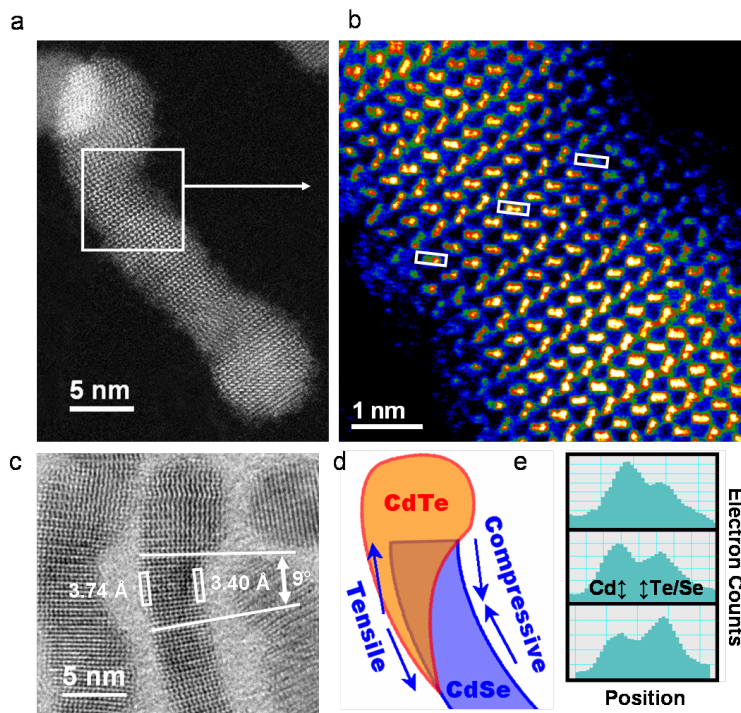 a
b
5 nm
1 nm
c
d
e
3.74 Å
3.40 Å
9°
5 nm
CdTe
Tensile
Compressive
CdSe
Cd↕ ↕Te/Se
Electron Counts
Position